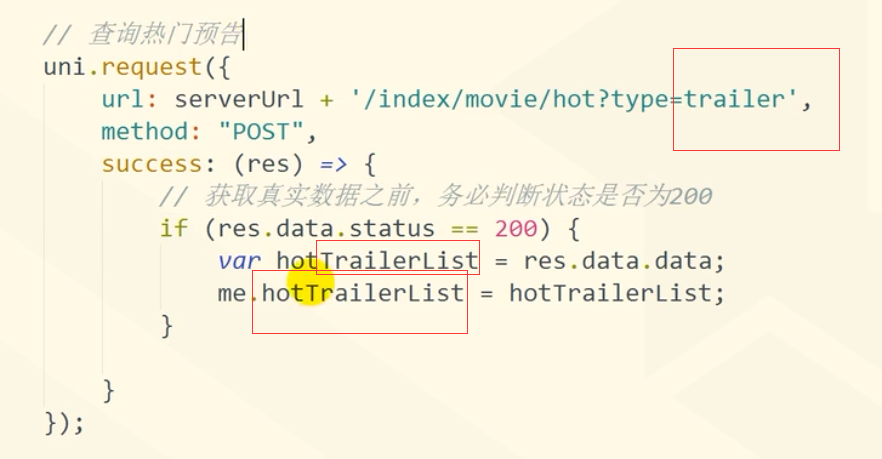 // 查询热门预告
uni.request({
    url: serverUrl + '/index/movie/hot?type=trailer',
    method: "POST",
    success: (res) => {
        // 获取真实数据之前，务必判断状态是否为200
        if (res.data.status == 200) {
            var hotTrailerList = res.data.data;
            me.hotTrailerList = hotTrailerList;
        }
    }
});